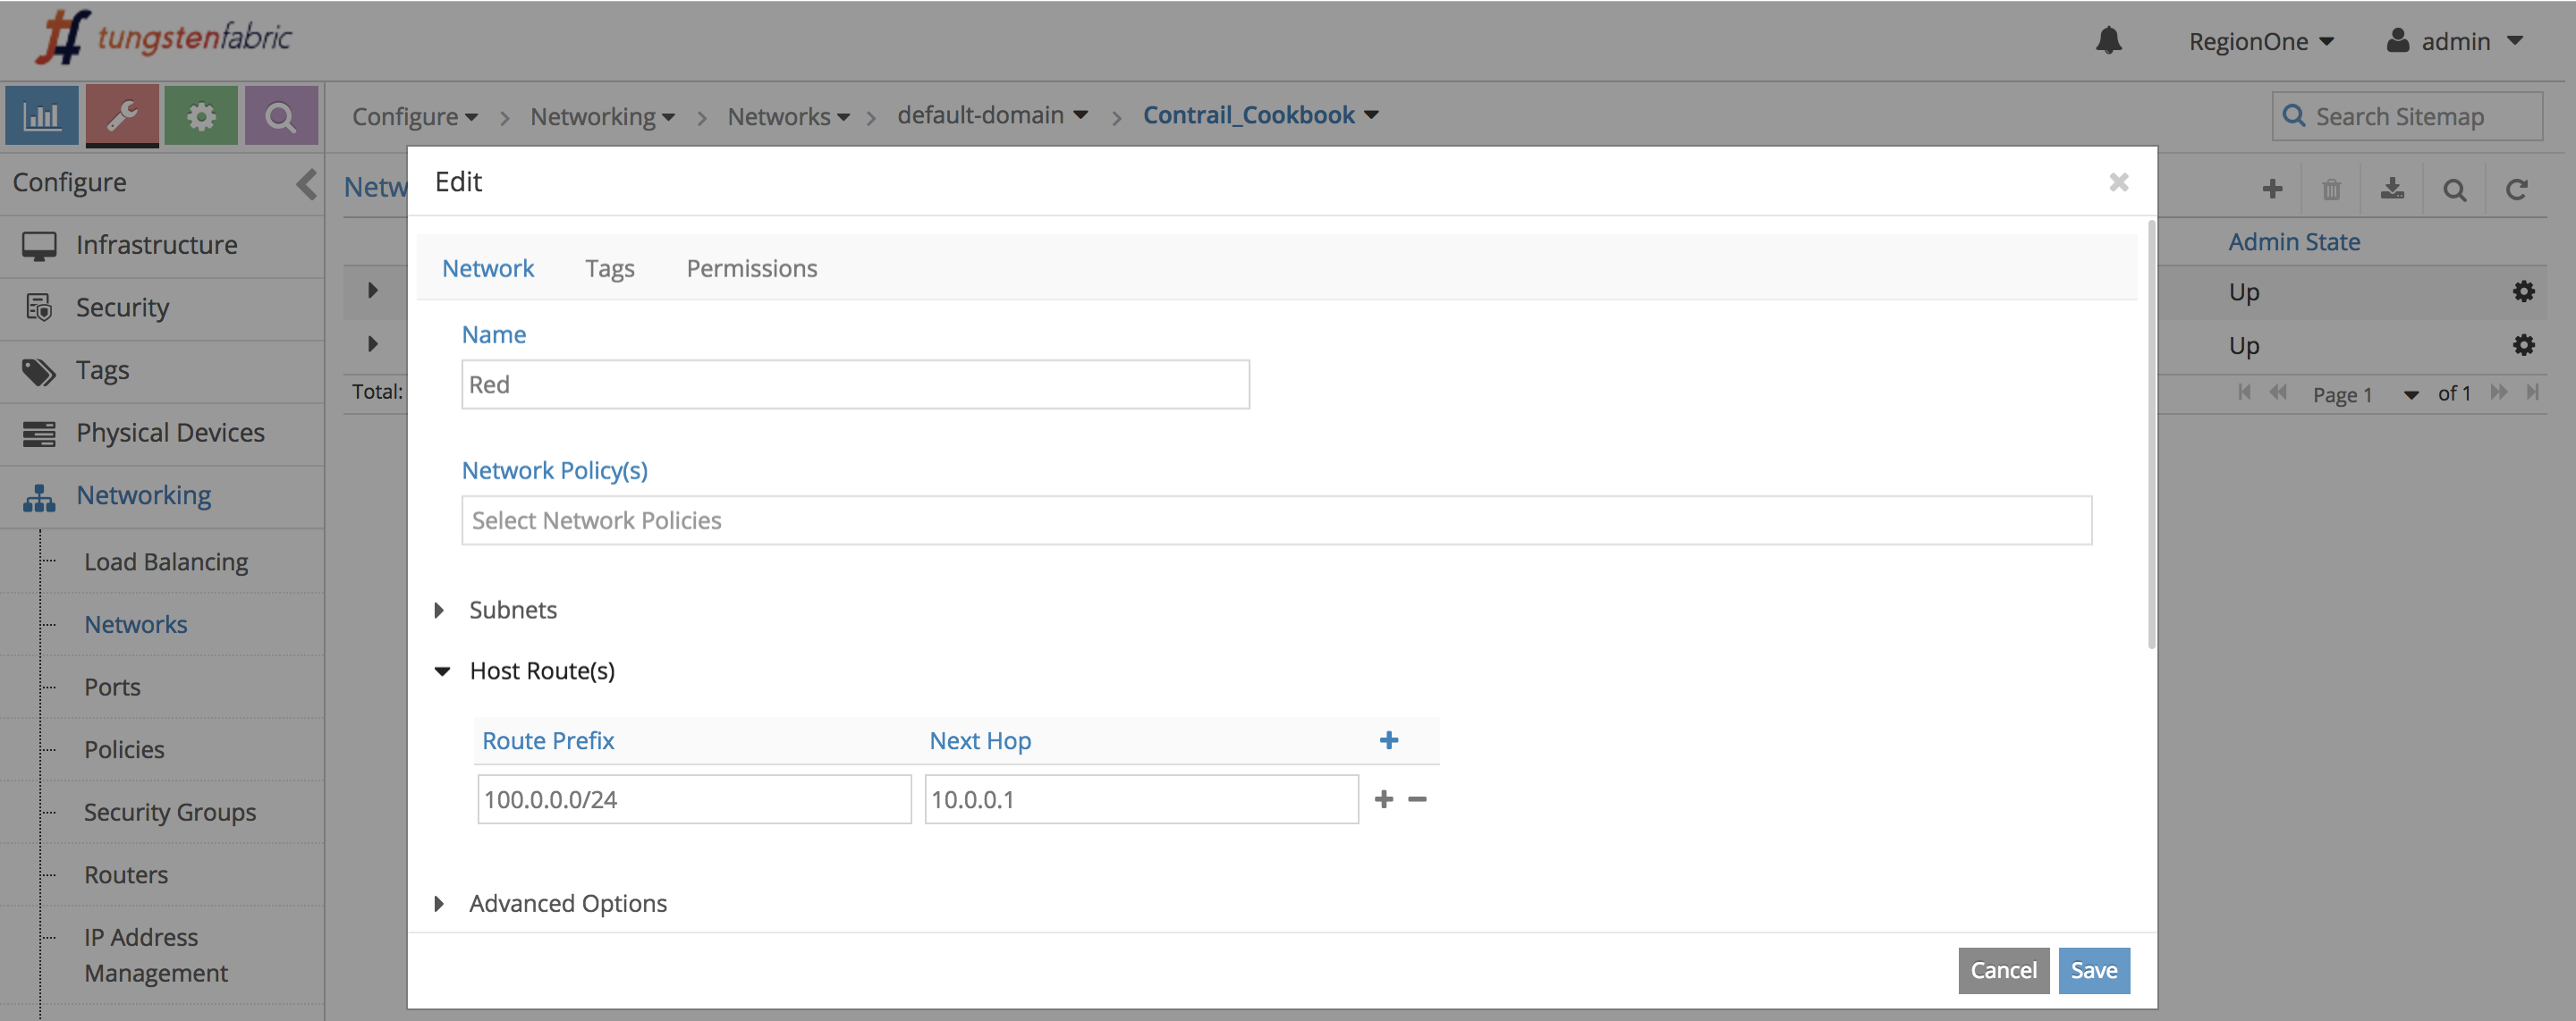 tungstenfabric
RegionOne
admin
Configure
Networking
Networks
default-domain
Contrail_Cookbook
Search Sitemap
Configure
Infrastructure
Security
Tags
Physical Devices
Networking
Load Balancing
Networks
Ports
Policies
Security Groups
Routers
IP Address
Management
Netw
Admin State
Up
Up
Total:
Page 1
of 1
Edit
Network
Tags
Permissions
Name
Red
Network Policy(s)
Select Network Policies
Subnets
Host Route(s)
Route Prefix
Next Hop
100.0.0.0/24
10.0.0.1
Advanced Options
Cancel
Save